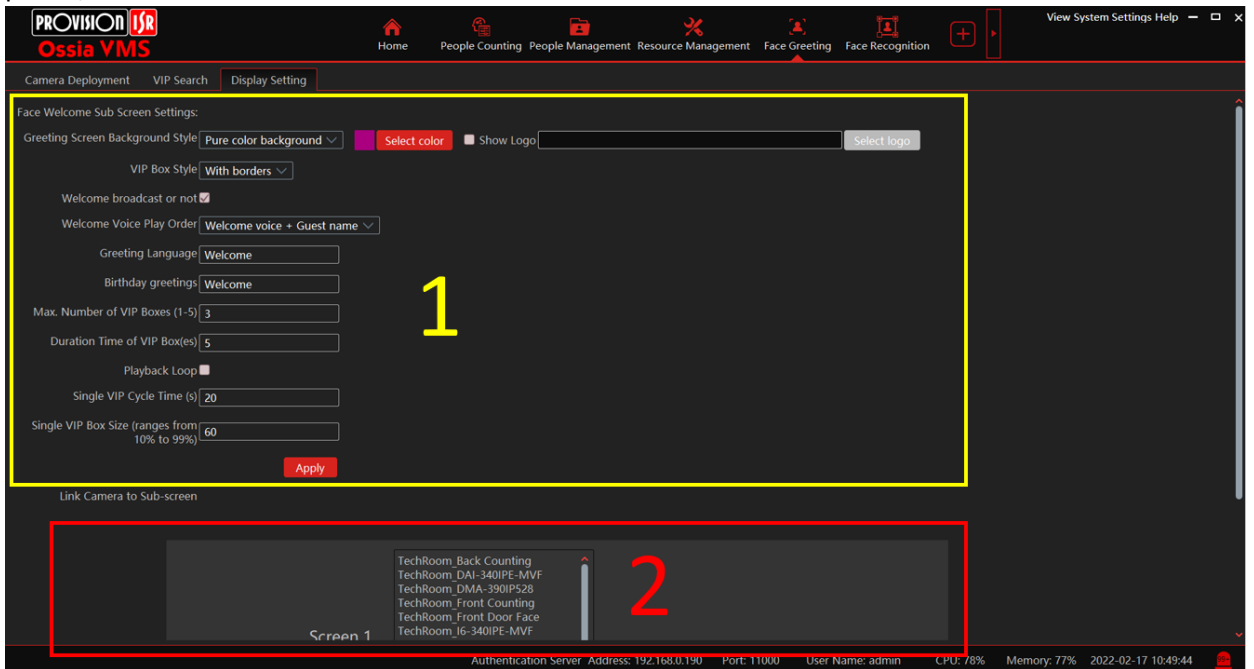 PROVISION ISR
Ossia VMS
Home People Counting People Management Resource Management Face Greeting Face Recognition
View System Settings Help
Camera Deployment VIP Search Display Setting
Face Welcome Sub Screen Settings:
Greeting Screen Background Style Pure color background Select color Show Logo Select logo
VIP Box Style With borders
Welcome broadcast or not
Welcome Voice Play Order Welcome voice + Guest name
Greeting Language Welcome
Birthday greetings Welcome
1
Max. Number of VIP Boxes (1-5) 3
Duration Time of VIP Box(es) 5
Playback Loop
Single VIP Cycle Time (s) 20
Single VIP Box Size (ranges from
10% to 99%) 60
Apply
Link Camera to Sub-screen
TechRoom_Back Counting
TechRoom_DAI-340IPE-MVF
TechRoom_DMA-390IP528
TechRoom_Front Counting
TechRoom_Front Door Face
TechRoom_I6-340IPE-MVF
2
Screen 1
Authentication Server Address: 192.168.0.190 Port: 11000 User Name: admin CPU: 78% Memory: 77% 2022-02-17 10:49:44